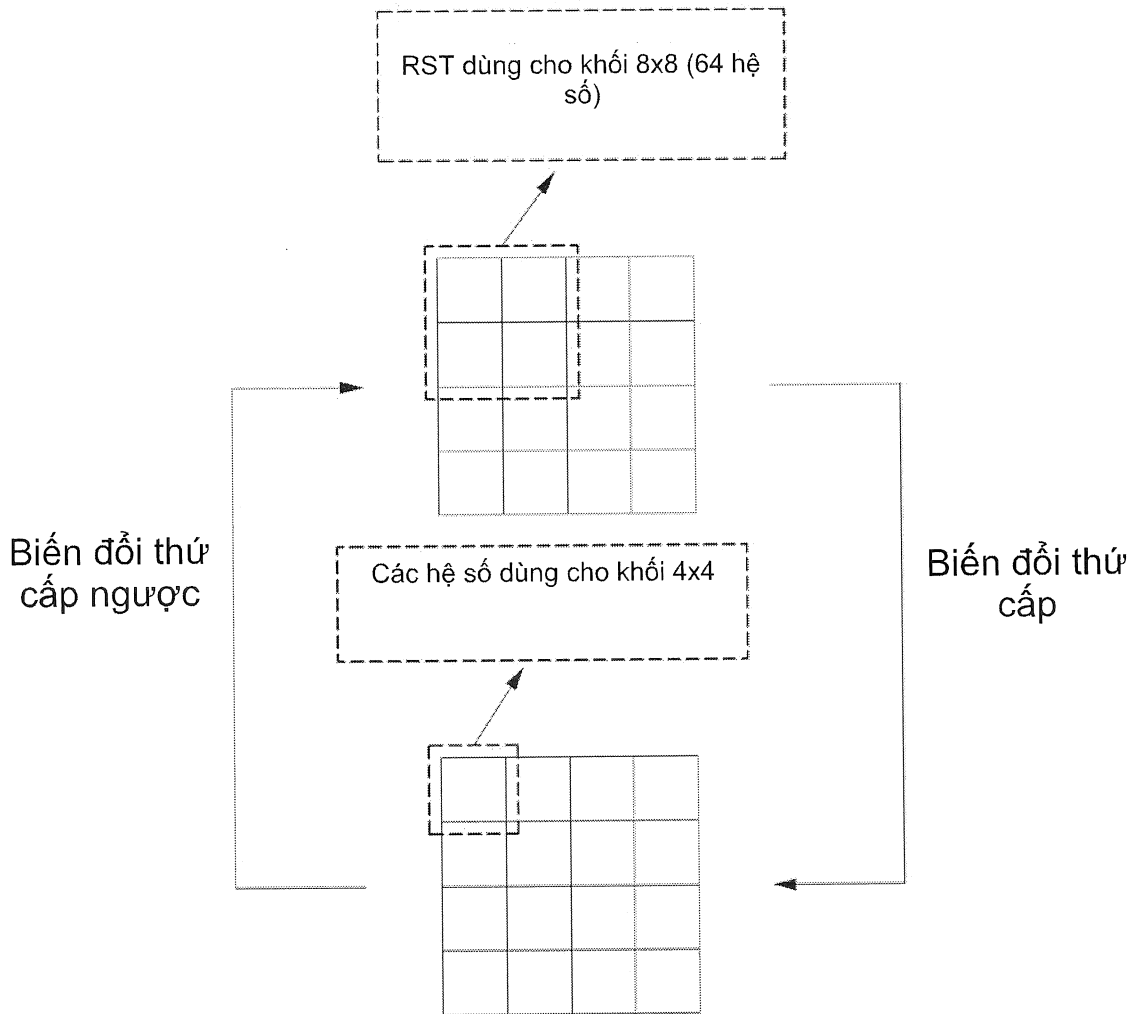 RST dùng cho khối 8x8 (64 hệ
số)
Biến đổi thứ
cấp ngược
Các hệ số dùng cho khối 4x4
Biến đổi thứ
cấp